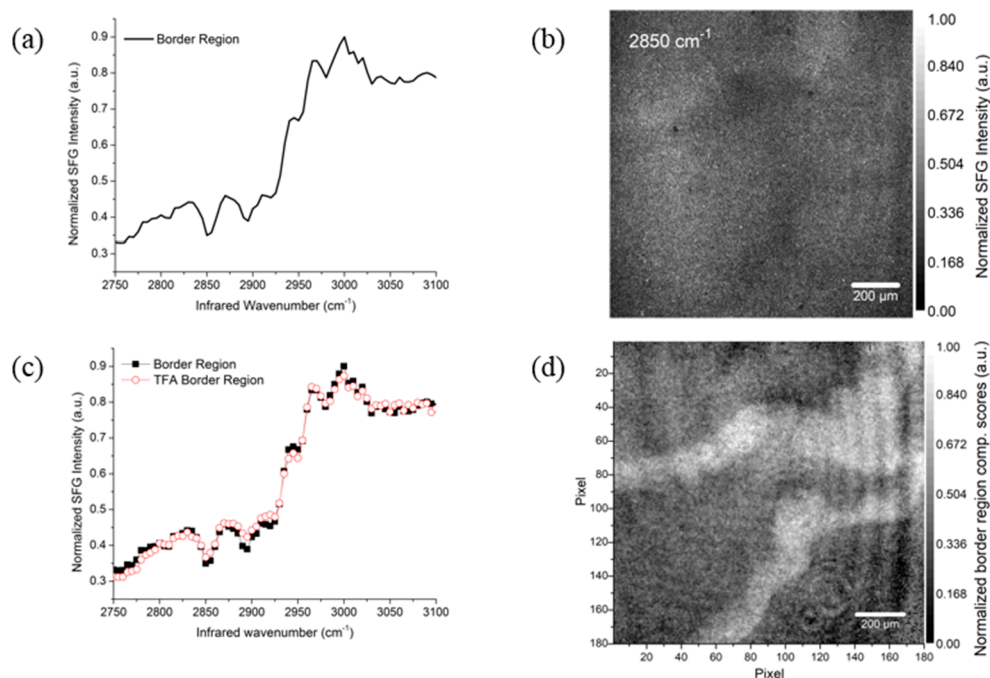 (a)
Border Region
0.9
0.8
0.7
0.6
0.5
0.4
0.3
Normalized SFG Intensity (a.u.)
2750 2800 2850 2900 2950 3000 3050 3100
Infrared Wavenumber (cm-1)
(b)
2850 cm-1
200 µm
1.00
0.840
0.672
0.504
0.336
0.168
0.00
Normalized SFG Intensity (a.u.)
(c)
Border Region
TFA Border Region
0.9
0.8
0.7
0.6
0.5
0.4
0.3
Normalized SFG Intensity (a.u.)
2750 2800 2850 2900 2950 3000 3050 3100
Infrared wavenumber (cm-1)
(d)
20
40
60
80
100
120
140
160
180
Pixel
20 40 60 80 100 120 140 160 180
Pixel
200 µm
1.00
0.840
0.672
0.504
0.336
0.168
0.00
Normalized border region comp. scores (a.u.)